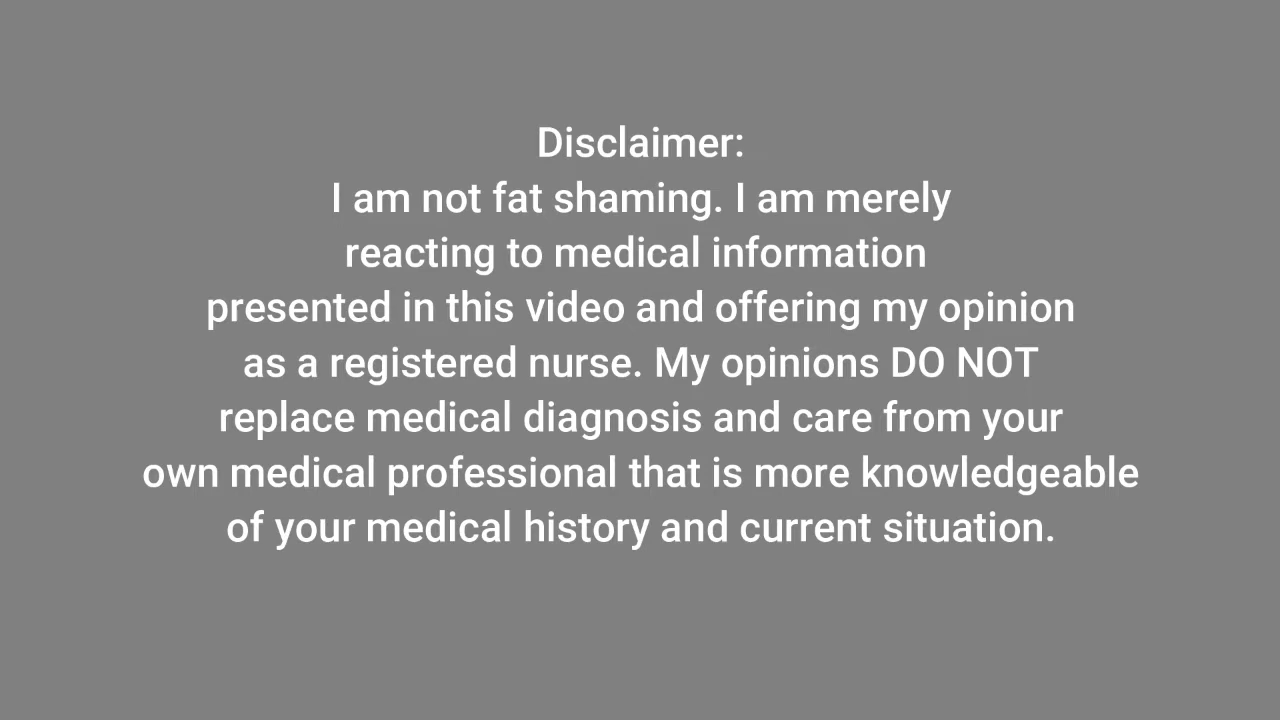 Disclaimer:
I am not fat shaming. I am merely
reacting to medical information
presented in this video and offering my opinion
as a registered nurse. My opinions DO NOT
replace medical diagnosis and care from your
own medical professional that is more knowledgeable
of your medical history and current situation.